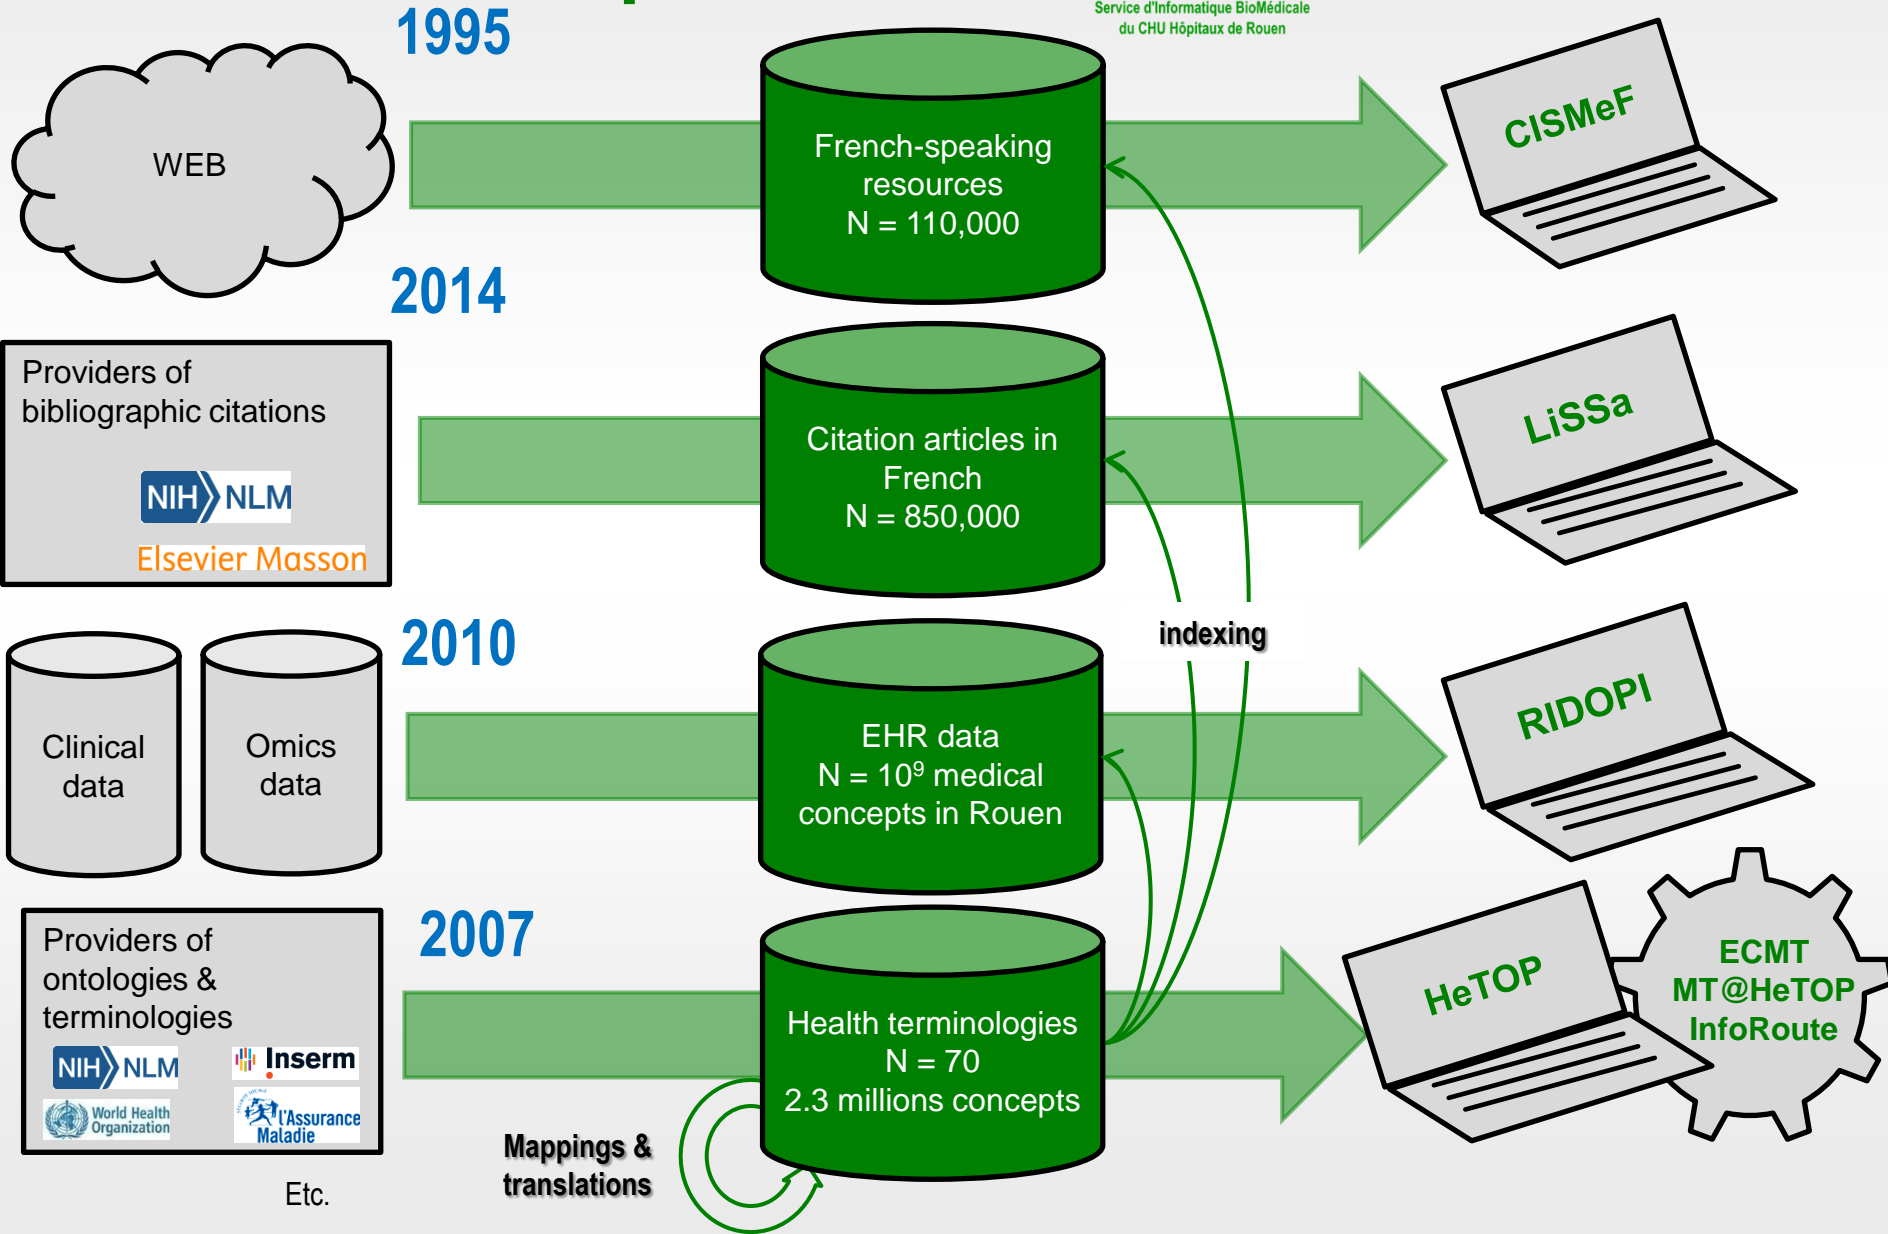 Service d'Informatique BioMédicale
du CHU Hôpitaux de Rouen
1995
WEB
French-speaking
resources
N = 110,000
CISMeF
2014
Providers of
bibliographic citations
NIH NLM
Elsevier Masson
Citation articles in
French
N = 850,000
LiSSa
indexing
2010
Clinical
data
Omics
data
EHR data
N = 10⁹ medical
concepts in Rouen
RIDOPI
2007
Providers of
ontologies &
terminologies
NIH NLM
Inserm
World Health
Organization
l'Assurance
Maladie
Etc.
Health terminologies
N = 70
2.3 millions concepts
Mappings &
translations
HeTOP
ECMT
MT@HeTOP
InfoRoute